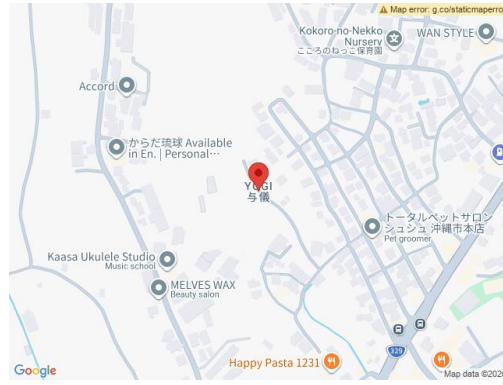 Map error: g.co/staticmaperro
Kokoro-no-Nekko
Nursery
こころのねっこ保育園
WAN STYLE
Accord
からだ琉球 Available
in En. | Personal…
YOGI
与儀
トータルペットサロン
シュシュ 沖縄市本店
Pet groomer
Kaasa Ukulele Studio
Music school
MELVES WAX
Beauty salon
329
Happy Pasta 1231
Google
Map data ©202